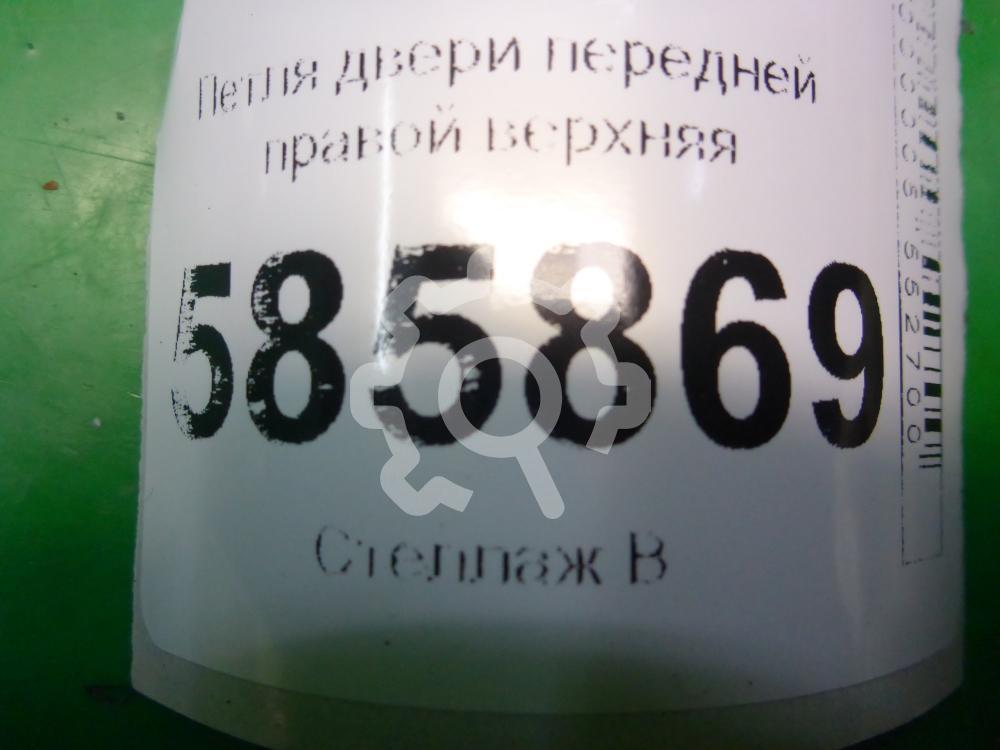 Петля двери передней
правой верхняя
585869
Стеллаж В